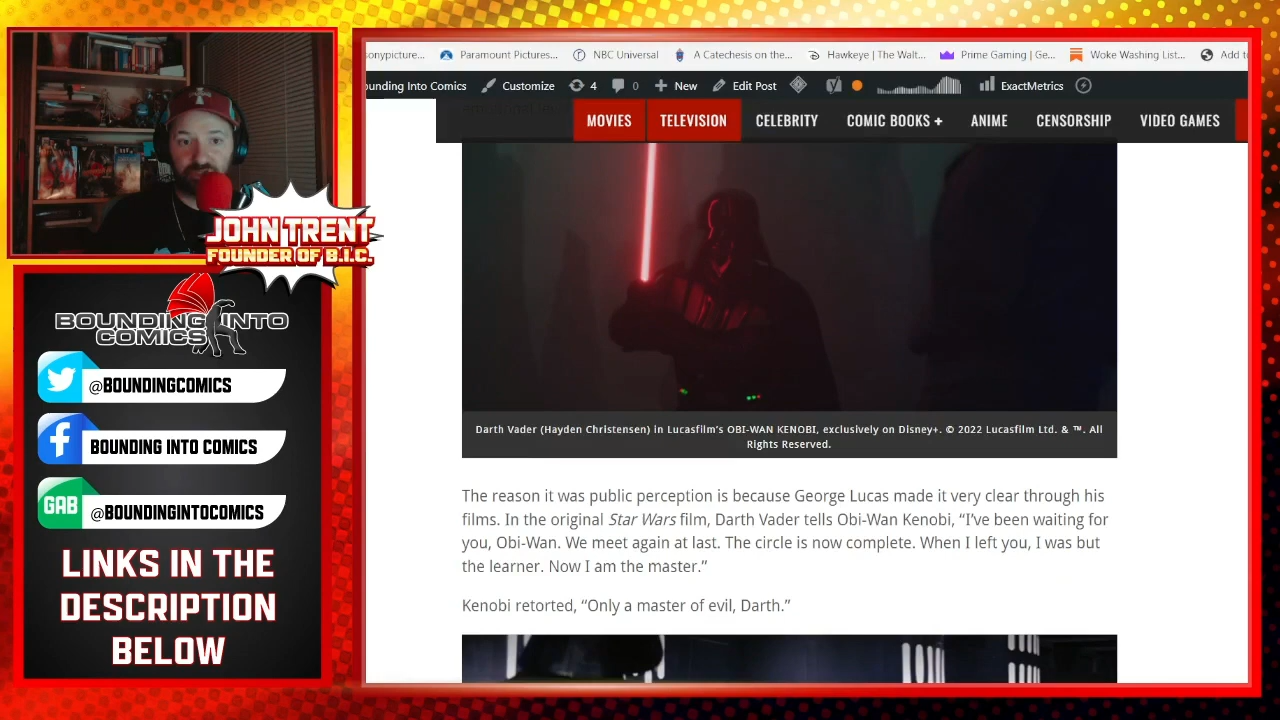 JOHN TRENT
FOUNDER OF B.I.C.
BOUNDING INTO
COMICS
@BOUNDINGCOMICS
f BOUNDING INTO COMICS
GAB @BOUNDINGINTOCOMICS
LINKS IN THE
DESCRIPTION
BELOW
sonypicture... Paramount Pictures... NBC Universal A Catechesis on the... Hawkeye | The Walt... Prime Gaming | Ge... Woke Washing List... Add to
ounding Into Comics Customize 4 0 New Edit Post ExactMetrics
MOVIES TELEVISION CELEBRITY COMIC BOOKS + ANIME CENSORSHIP VIDEO GAMES
Darth Vader (Hayden Christensen) in Lucasfilm's OBI-WAN KENOBI, exclusively on Disney+. © 2022 Lucasfilm Ltd. & ™. All
Rights Reserved.
The reason it was public perception is because George Lucas made it very clear through his
films. In the original Star Wars film, Darth Vader tells Obi-Wan Kenobi, “I’ve been waiting for
you, Obi-Wan. We meet again at last. The circle is now complete. When I left you, I was but
the learner. Now I am the master.”
Kenobi retorted, “Only a master of evil, Darth.”